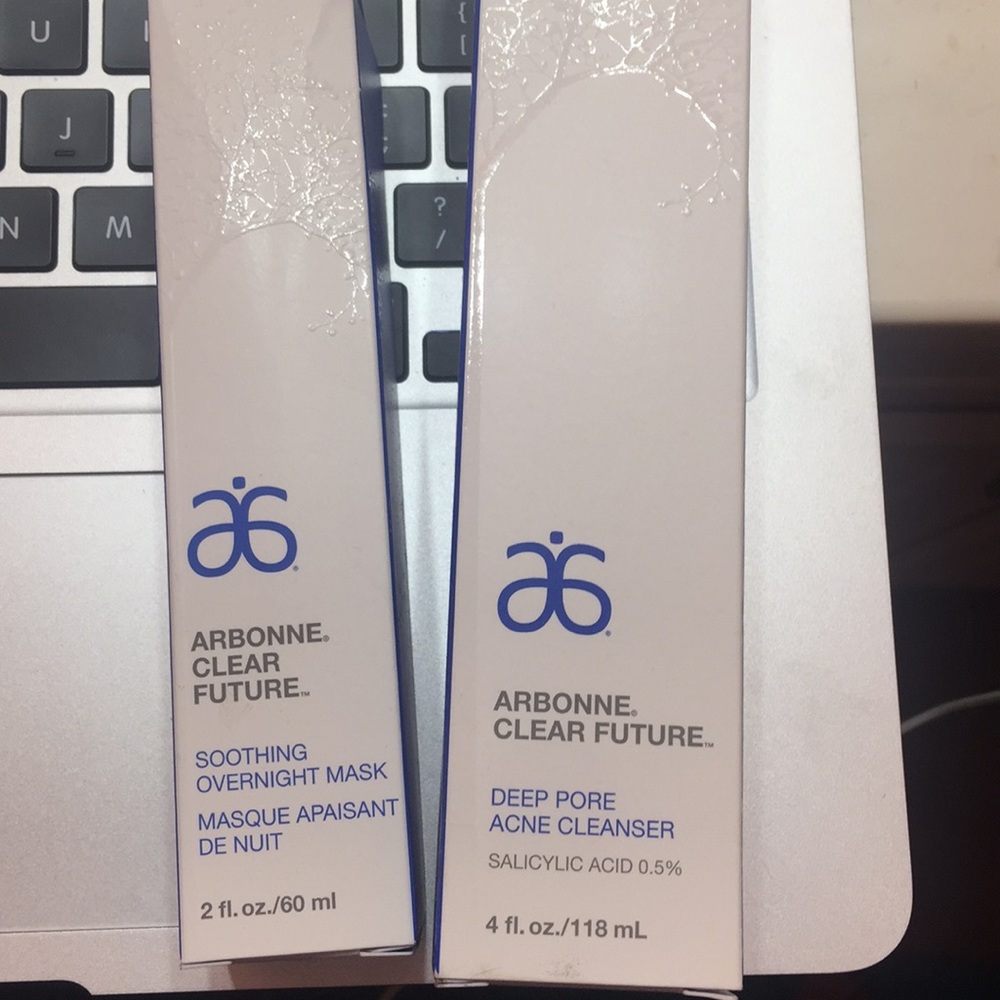 U
I
{
[
J
N
M
?
/
ARBONNE®
CLEAR
FUTURE™
SOOTHING
OVERNIGHT MASK
MASQUE APAISANT
DE NUIT
2 fl. oz./60 ml
ARBONNE®
CLEAR FUTURE™
DEEP PORE
ACNE CLEANSER
SALICYLIC ACID 0.5%
4 fl. oz./118 mL